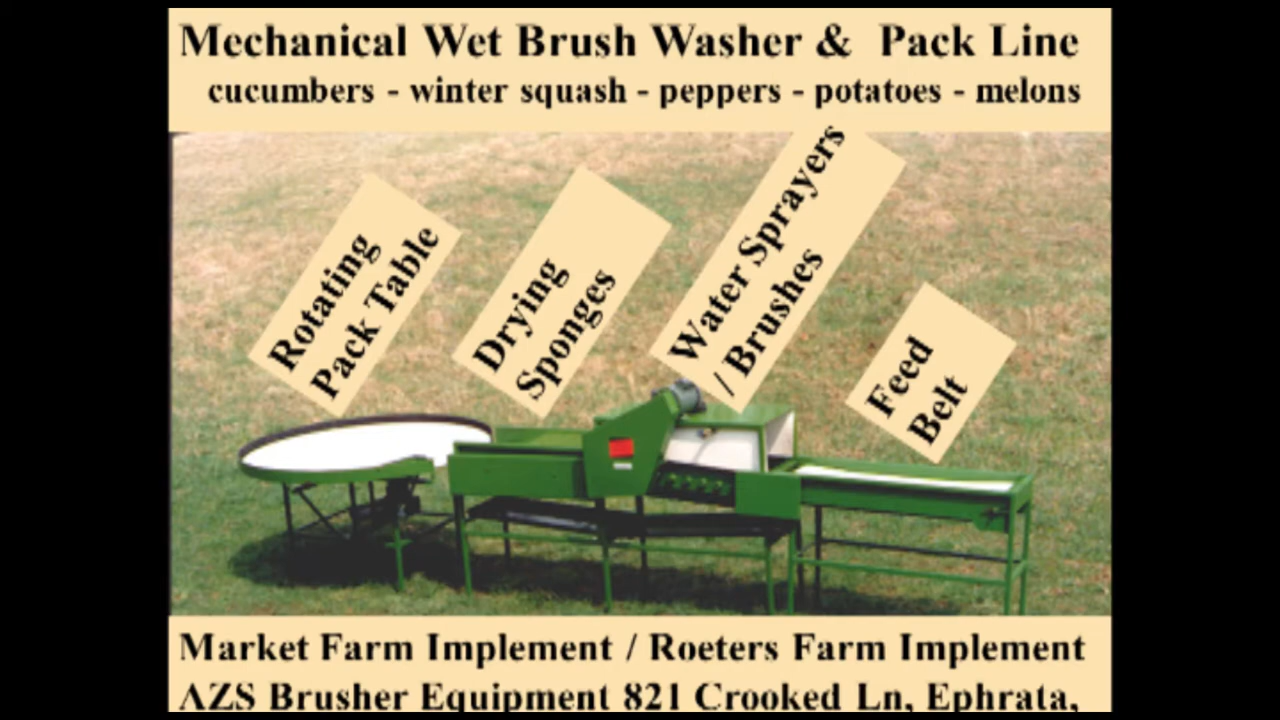 Mechanical Wet Brush Washer & Pack Line
cucumbers - winter squash - peppers - potatoes - melons
Rotating
Pack Table
Drying
Sponges
Water Sprayers
/ Brushes
Feed
Belt
Market Farm Implement / Roeters Farm Implement
AZS Brusher Equipment 821 Crooked Ln, Ephrata,